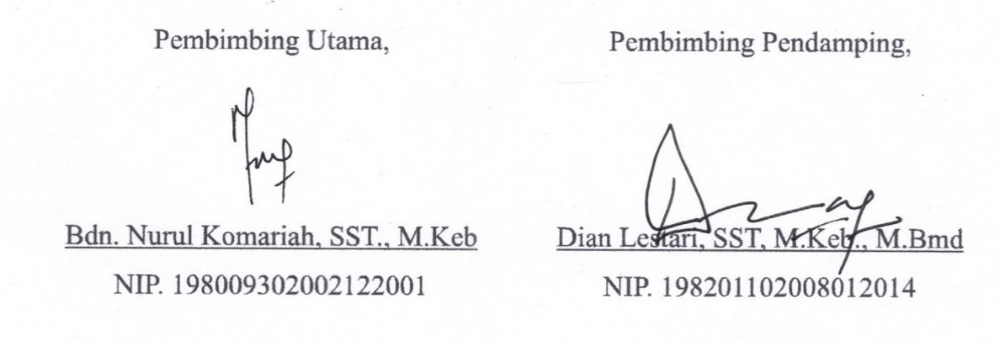 Pembimbing Utama,
Bdn. Nurul Komariah, SST., M.Keb
NIP. 198009302002122001
Pembimbing Pendamping,
Dian Lestari, SST, M.Keb., M.Bmd
NIP. 198201102008012014